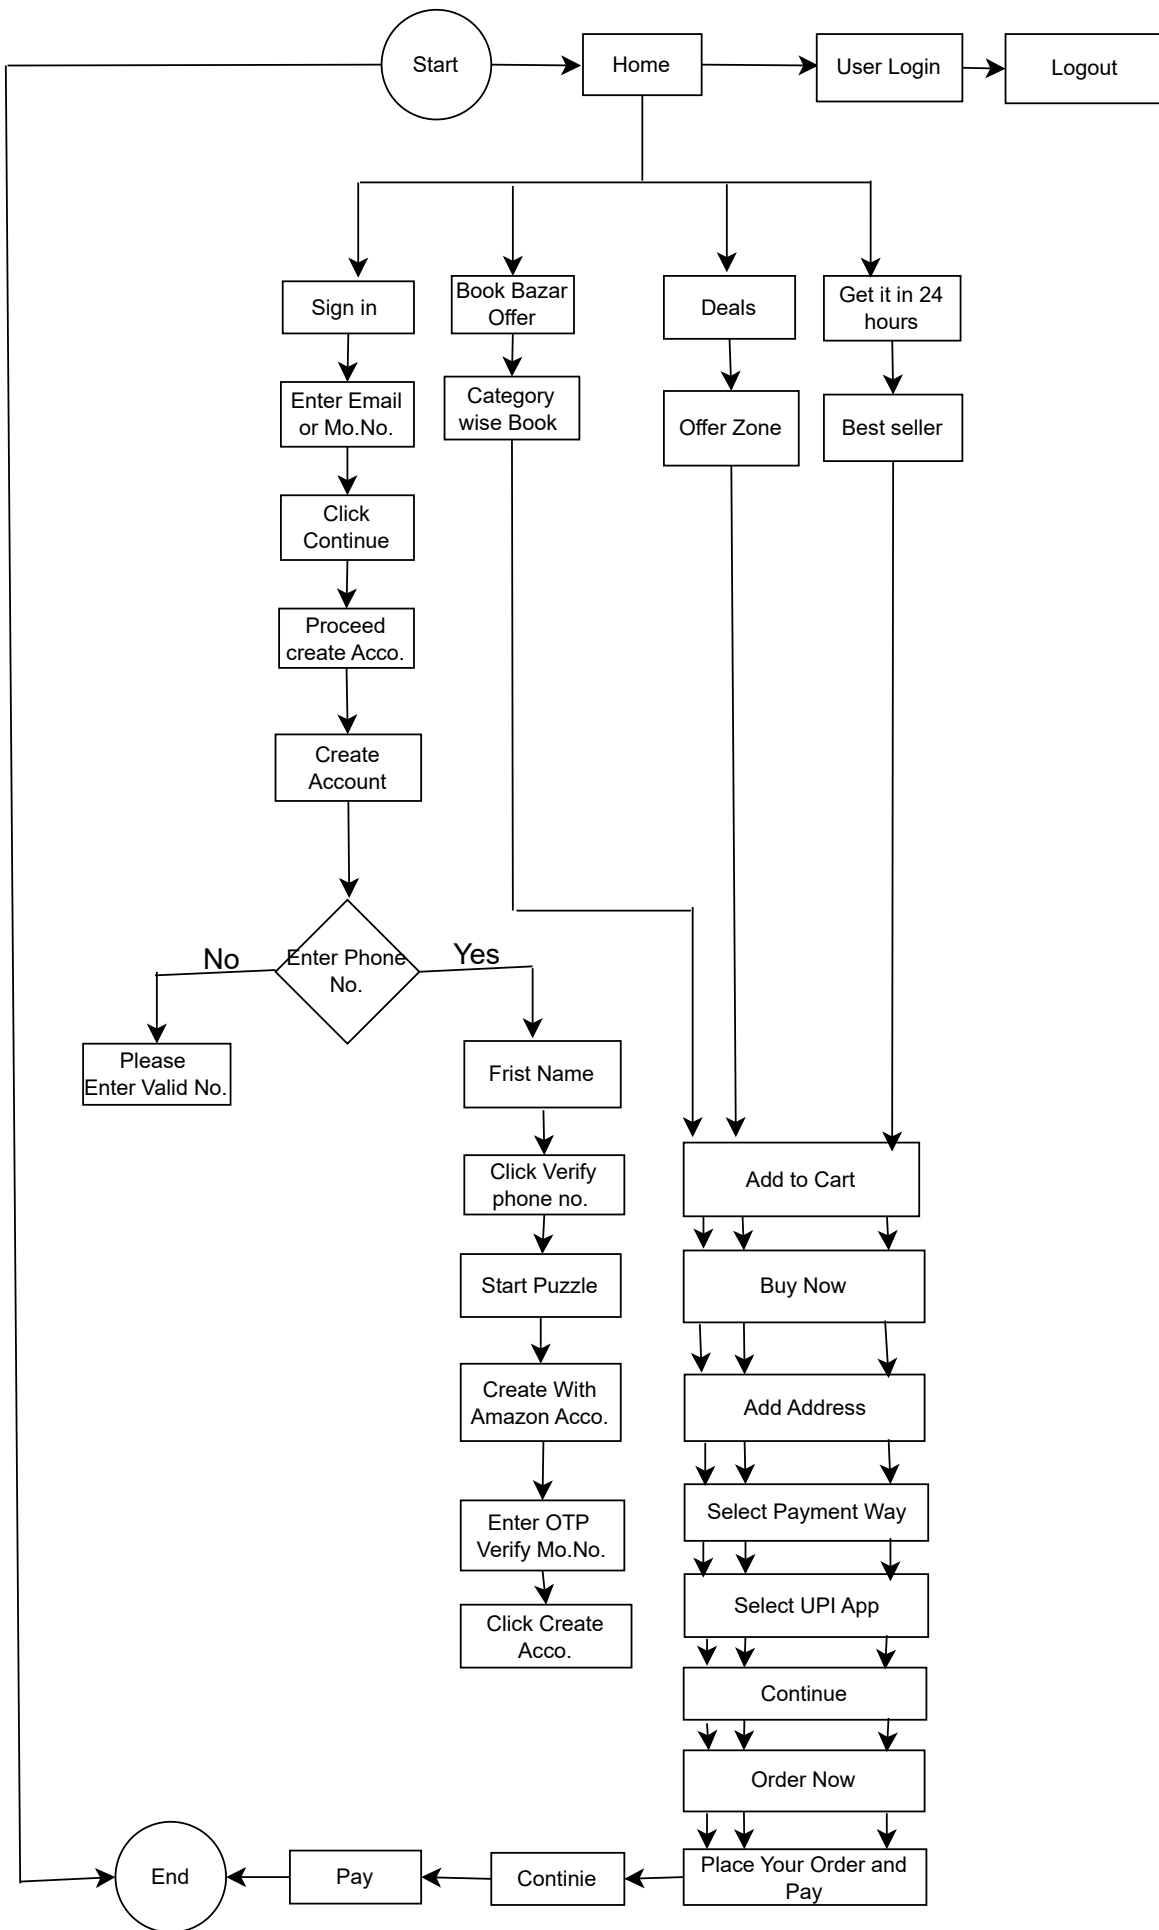 Start
Home
User Login
Logout
Sign in
Book Bazar
Offer
Deals
Get it in 24
hours
Enter Email
or Mo.No.
Category
wise Book
Offer Zone
Best seller
Click
Continue
Proceed
create Acco.
Create
Account
No
Enter Phone
No.
Yes
Please
Enter Valid No.
Frist Name
Click Verify
phone no.
Start Puzzle
Create With
Amazon Acco.
Enter OTP
Verify Mo.No.
Click Create
Acco.
Add to Cart
Buy Now
Add Address
Select Payment Way
Select UPI App
Continue
Order Now
Place Your Order and
Pay
Continie
Pay
End